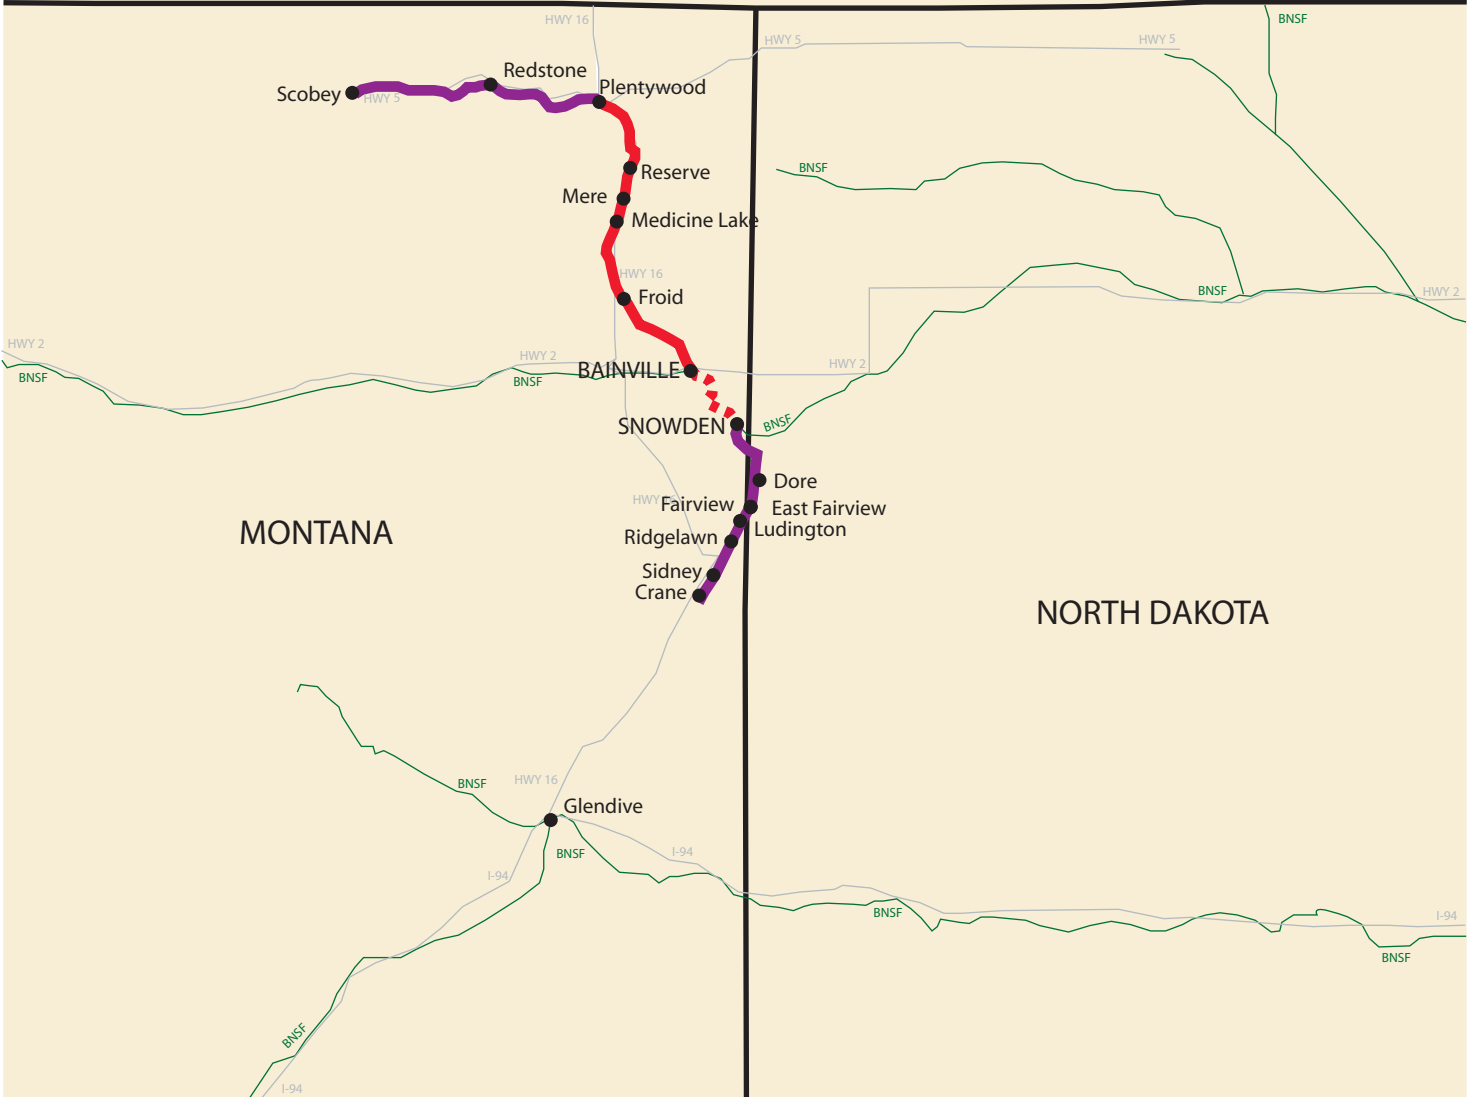 HWY 16
BNSF
HWY 5
HWY 5
Redstone
Plentywood
Scobey
HWY 5
BNSF
Reserve
Mere
Medicine Lake
HWY 16
BNSF
HWY 2
Froid
HWY 2
HWY 2
HWY 2
BAINVILLE
BNSF
BNSF
BNSF
SNOWDEN
Dore
HWY 16
Fairview
East Fairview
Ludington
MONTANA
Ridgelawn
Sidney
Crane
NORTH DAKOTA
HWY 16
BNSF
Glendive
BNSF
I-94
I-94
BNSF
I-94
BNSF
BNSF
I-94